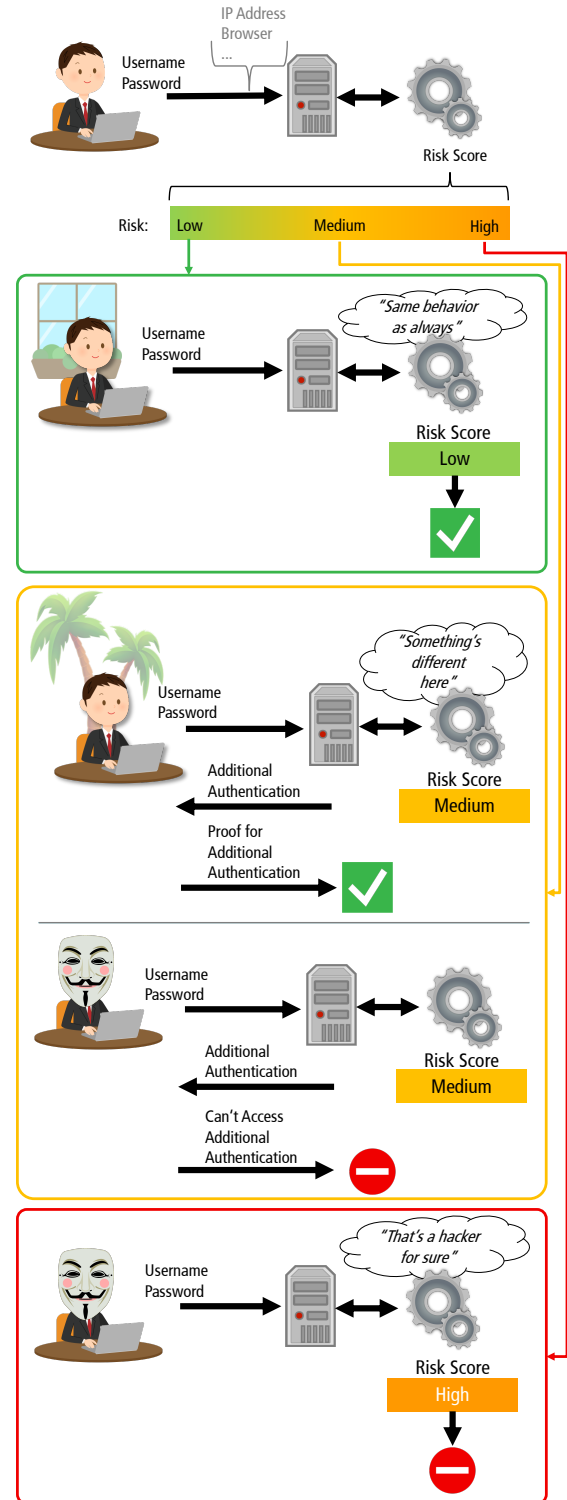 IP Address
Browser
...
Username
Password
Risk Score
Risk:
Low
Medium
High
"Same behavior
as always"
Username
Password
Risk Score
Low
"Something's
different
here"
Username
Password
Risk Score
Medium
Additional
Authentication
Proof for
Additional
Authentication
Username
Password
Risk Score
Medium
Additional
Authentication
Can't Access
Additional
Authentication
"That's a hacker
for sure"
Username
Password
Risk Score
High